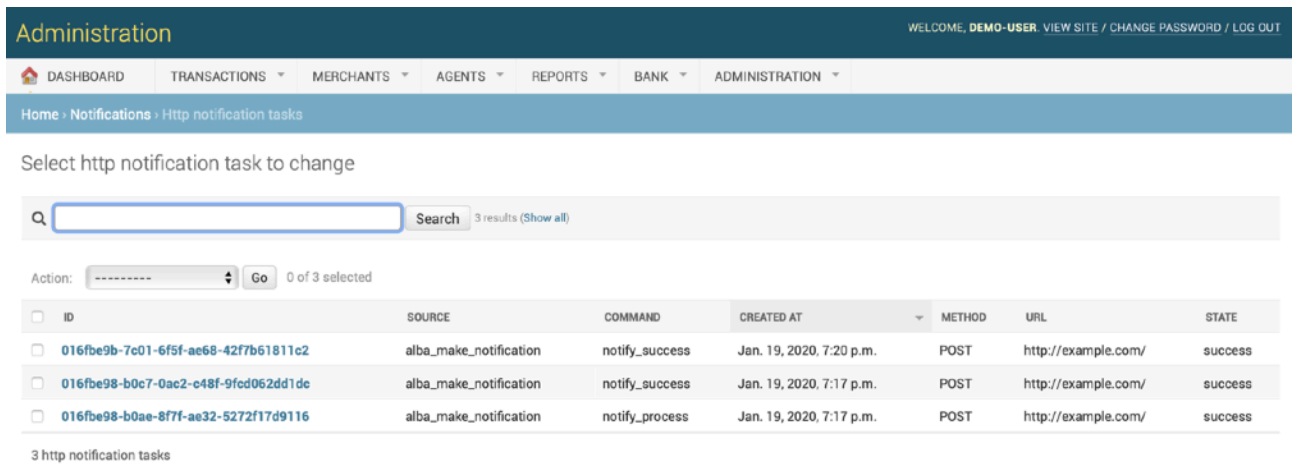 Administration
WELCOME, DEMO-USER. VIEW SITE / CHANGE PASSWORD / LOG OUT
DASHBOARD TRANSACTIONS MERCHANTS AGENTS REPORTS BANK ADMINISTRATION
Home › Notifications › Http notification tasks
Select http notification task to change
Search 3 results (Show all)
Action: --------- Go 0 of 3 selected
ID SOURCE COMMAND CREATED AT METHOD URL STATE
016fbe9b-7c01-6f5f-ae68-42f7b61811c2 alba_make_notification notify_success Jan. 19, 2020, 7:20 p.m. POST http://example.com/ success
016fbe98-b0c7-0ac2-c48f-9fcd062dd1dc alba_make_notification notify_success Jan. 19, 2020, 7:17 p.m. POST http://example.com/ success
016fbe98-b0ae-8f7f-ae32-5272f17d9116 alba_make_notification notify_process Jan. 19, 2020, 7:17 p.m. POST http://example.com/ success
3 http notification tasks